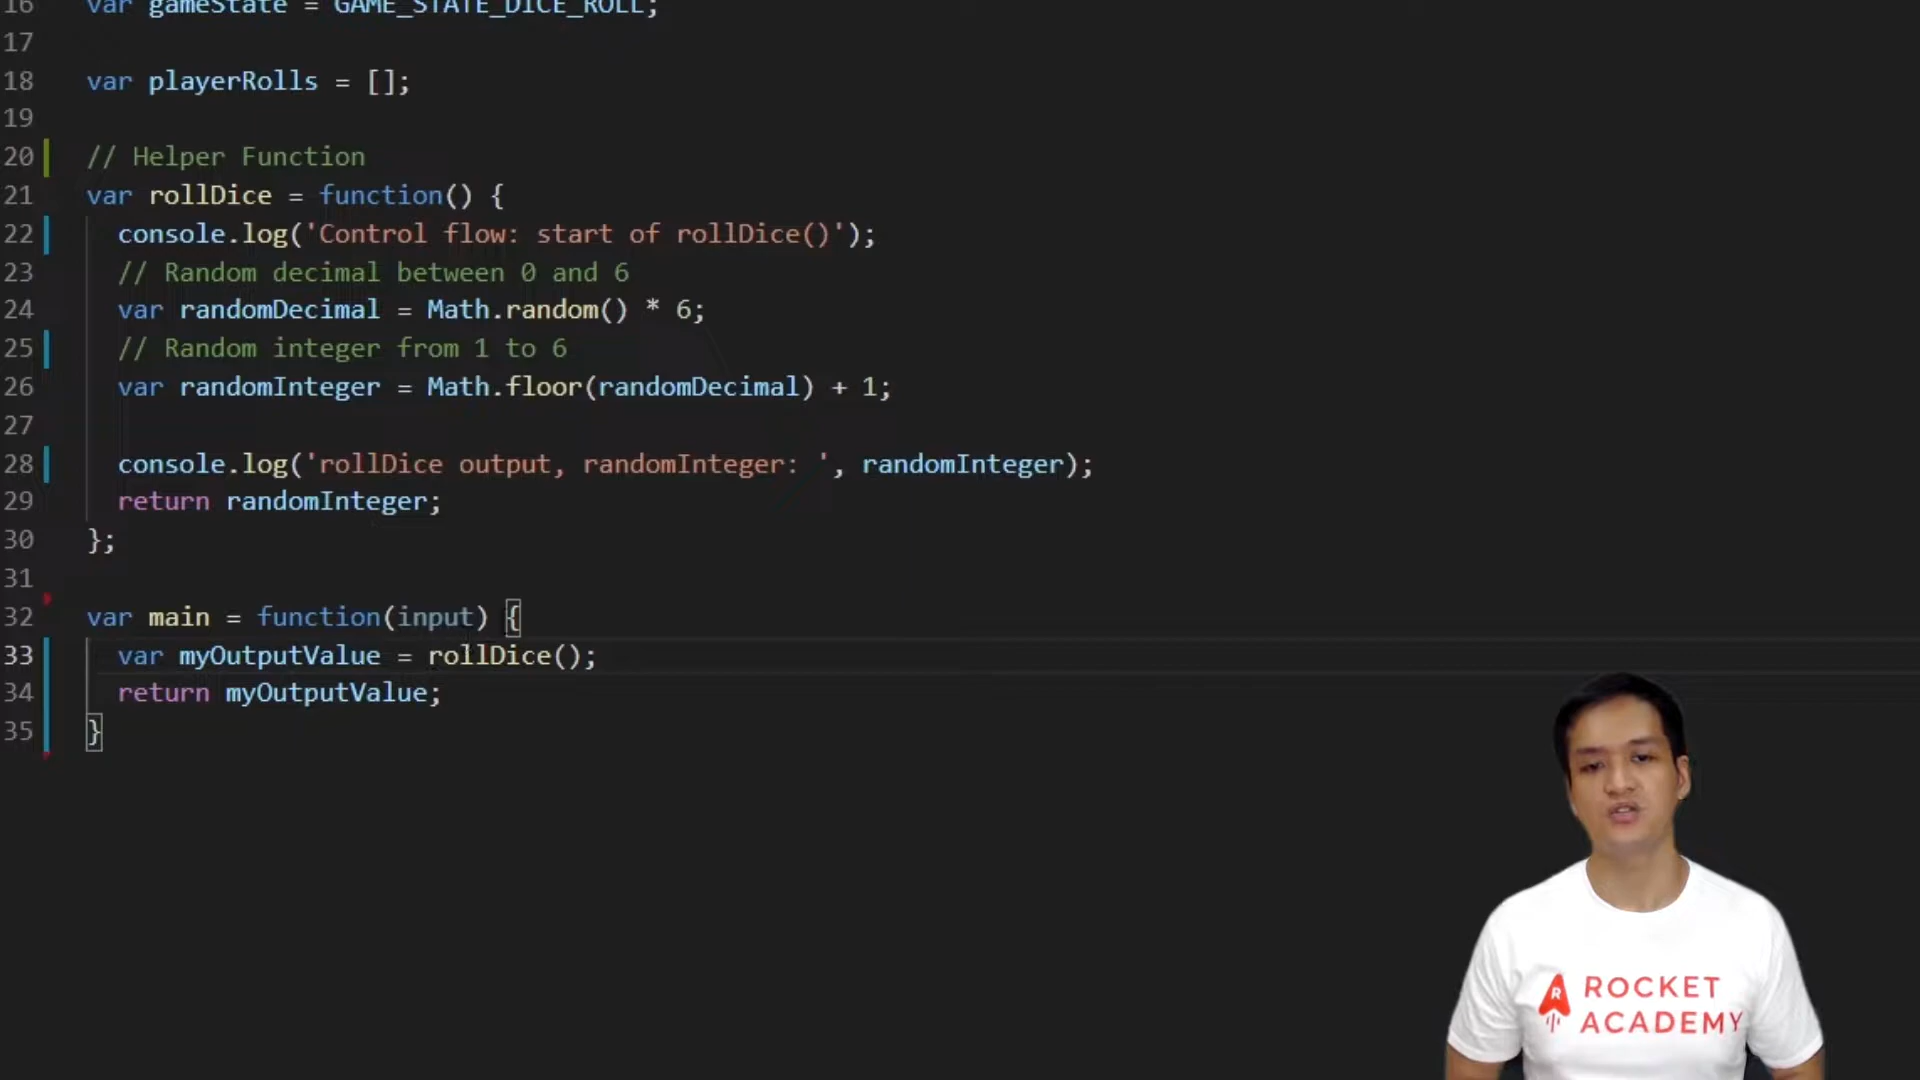 16 var gameState = GAME_STATE_DICE_ROLL;
17
18 var playerRolls = [];
19
20 // Helper Function
21 var rollDice = function() {
22 console.log('Control flow: start of rollDice()');
23 // Random decimal between 0 and 6
24 var randomDecimal = Math.random() * 6;
25 // Random integer from 1 to 6
26 var randomInteger = Math.floor(randomDecimal) + 1;
27
28 console.log('rollDice output, randomInteger: ', randomInteger);
29 return randomInteger;
30 };
31
32 var main = function(input) {
33 var myOutputValue = rollDice();
34 return myOutputValue;
35 }
R
ROCKET
ACADEMY